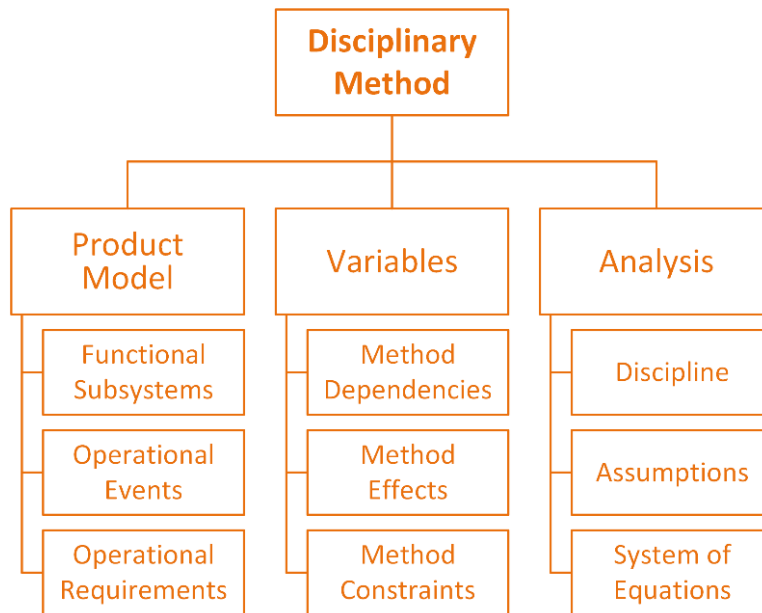 Disciplinary
Method
Product
Model
Functional
Subsystems
Operational
Events
Operational
Requirements
Variables
Method
Dependencies
Method
Effects
Method
Constraints
Analysis
Discipline
Assumptions
System of
Equations